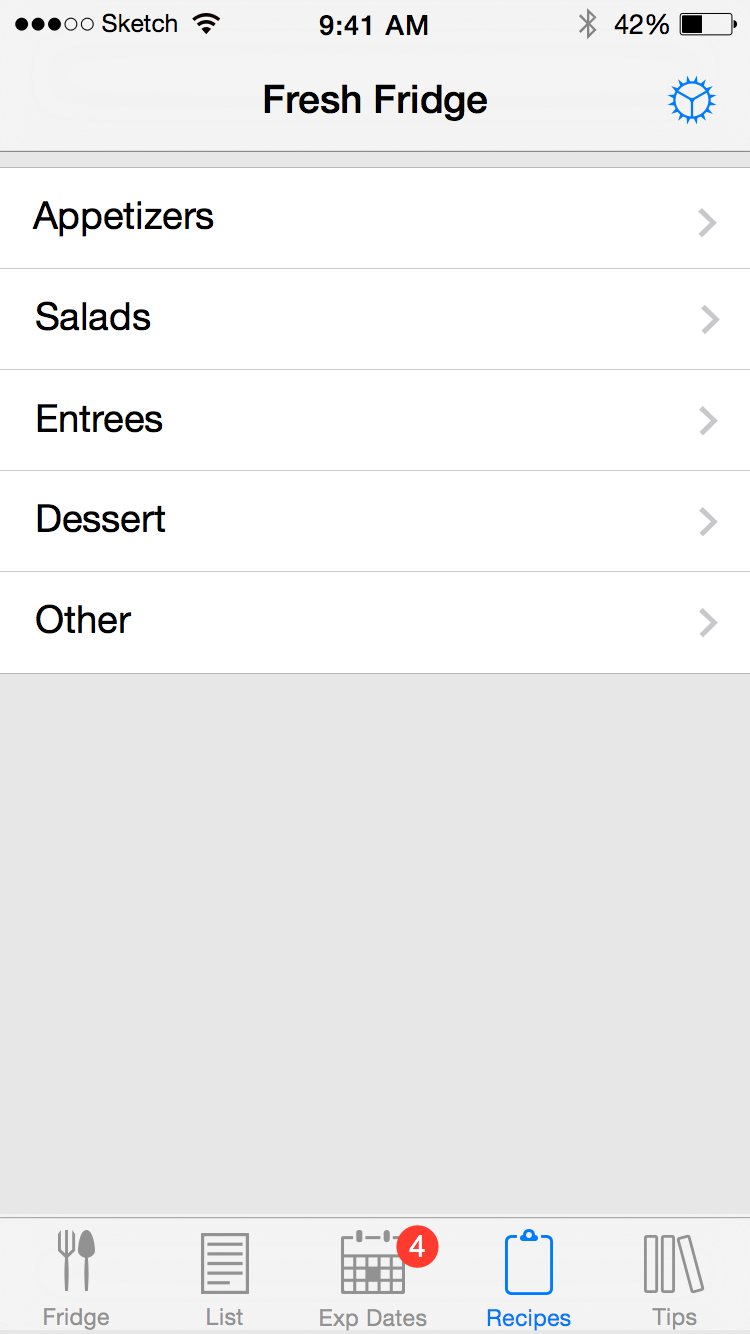 Sketch 9:41 AM 42%
Fresh Fridge
Appetizers
Salads
Entrees
Dessert
Other
4
Fridge List Exp Dates Recipes Tips